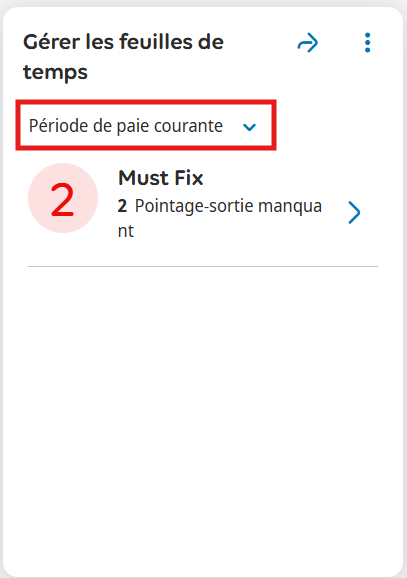 Gérer les feuilles de
temps
Période de paie courante
2
Must Fix
2 Pointage-sortie manqua
nt